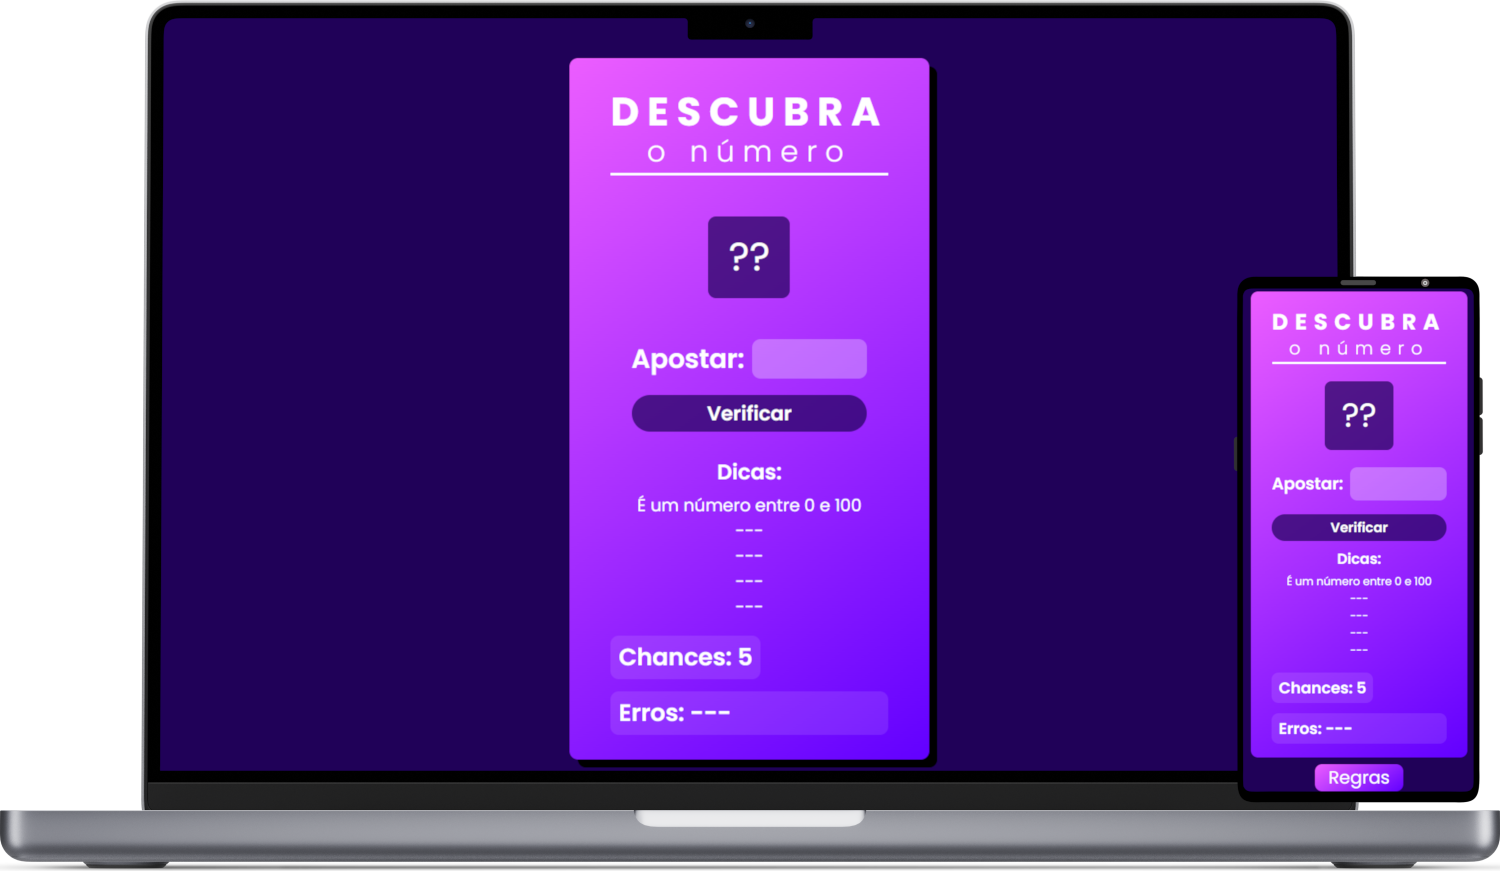 DESCUBRA
o número
??
Apostar:
Verificar
Dicas:
É um número entre 0 e 100
---
---
---
---
Chances: 5
Erros: ---
DESCUBRA
o número
??
Apostar:
Verificar
Dicas:
É um número entre 0 e 100
---
---
---
---
Chances: 5
Erros: ---
Regras